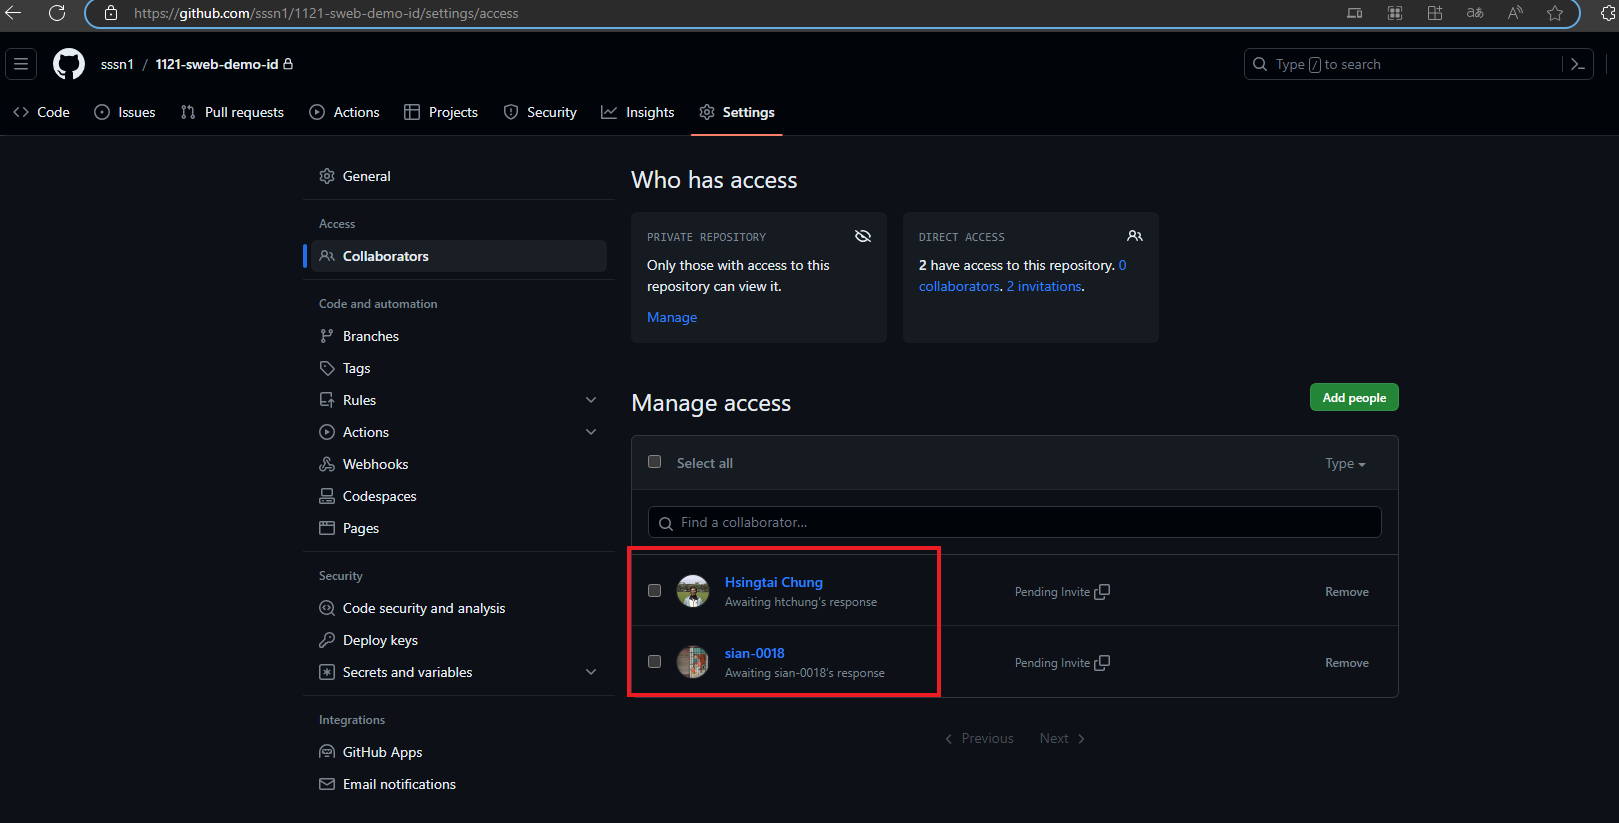 https://github.com/sssn1/1121-sweb-demo-id/settings/access
sssn1 / 1121-sweb-demo-id
Type / to search
Code Issues Pull requests Actions Projects Security Insights Settings
General
Access
Collaborators
Code and automation
Branches
Tags
Rules
Actions
Webhooks
Codespaces
Pages
Security
Code security and analysis
Deploy keys
Secrets and variables
Integrations
GitHub Apps
Email notifications
Who has access
PRIVATE REPOSITORY
Only those with access to this
repository can view it.
Manage
DIRECT ACCESS
2 have access to this repository. 0
collaborators. 2 invitations.
Manage access
Add people
Select all
Type
Find a collaborator...
Hsingtai Chung
Awaiting htchung's response
Pending Invite
Remove
sian-0018
Awaiting sian-0018's response
Pending Invite
Remove
Previous Next